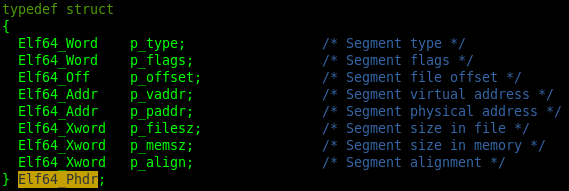 typedef struct
{
  Elf64_Word    p_type;                 /* Segment type */
  Elf64_Word    p_flags;                /* Segment flags */
  Elf64_Off     p_offset;               /* Segment file offset */
  Elf64_Addr    p_vaddr;                /* Segment virtual address */
  Elf64_Addr    p_paddr;                /* Segment physical address */
  Elf64_Xword   p_filesz;               /* Segment size in file */
  Elf64_Xword   p_memsz;                /* Segment size in memory */
  Elf64_Xword   p_align;                /* Segment alignment */
} Elf64_Phdr;